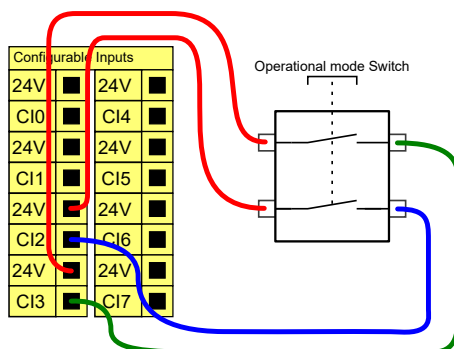 Configurable Inputs
Operational mode Switch
24V 24V
CI0 CI4
24V 24V
CI1 CI5
24V 24V
CI2 CI6
24V 24V
CI3 CI7